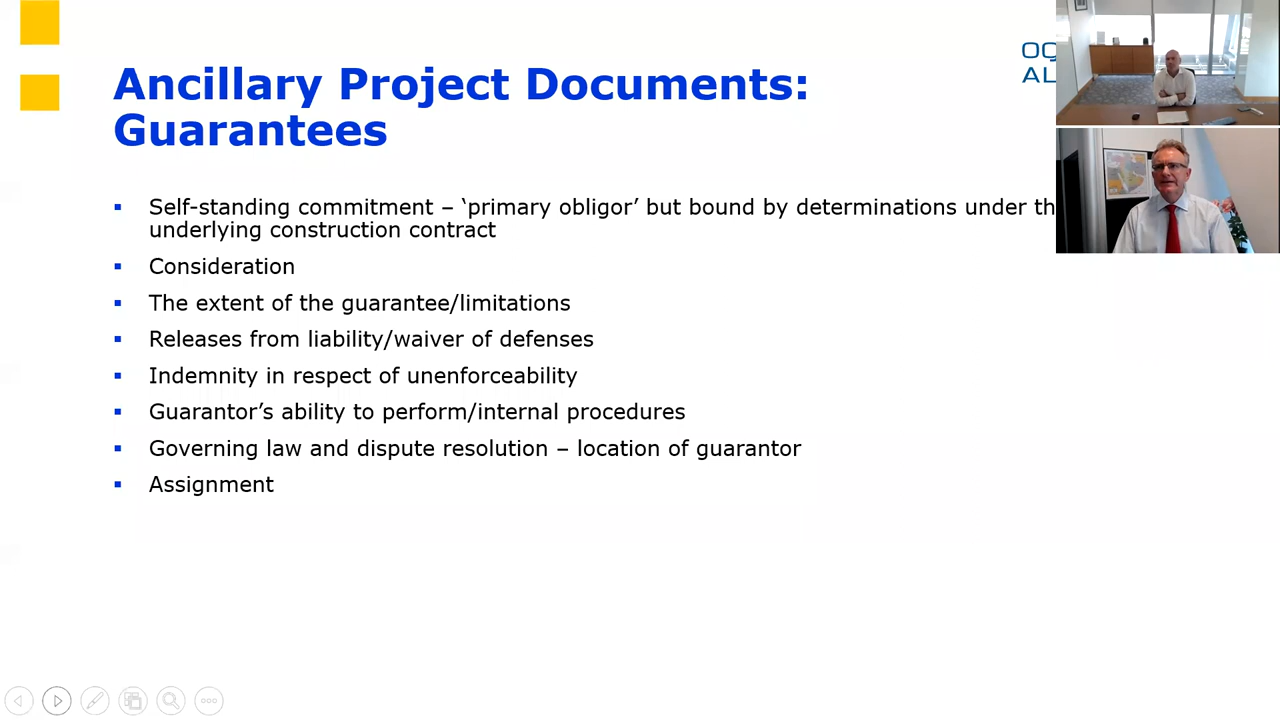 Ancillary Project Documents:
Guarantees
Self-standing commitment – ‘primary obligor’ but bound by determinations under
underlying construction contract
Consideration
The extent of the guarantee/limitations
Releases from liability/waiver of defenses
Indemnity in respect of unenforceability
Guarantor’s ability to perform/internal procedures
Governing law and dispute resolution – location of guarantor
Assignment